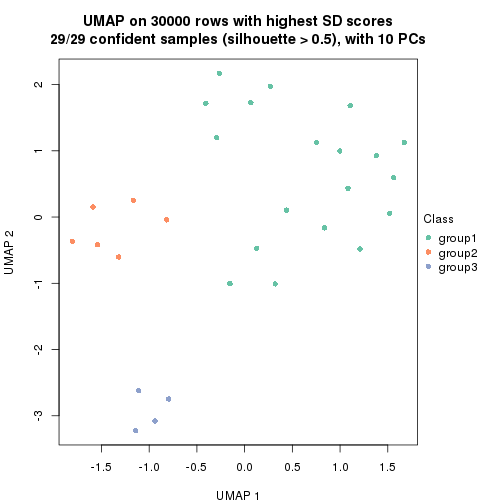 UMAP on 30000 rows with highest SD scores
29/29 confident samples (silhouette > 0.5), with 10 PCs
2
1
0
-1
-2
-3
UMAP 2
-1.5 -1.0 -0.5 0.0 0.5 1.0 1.5
UMAP 1
Class
group1
group2
group3